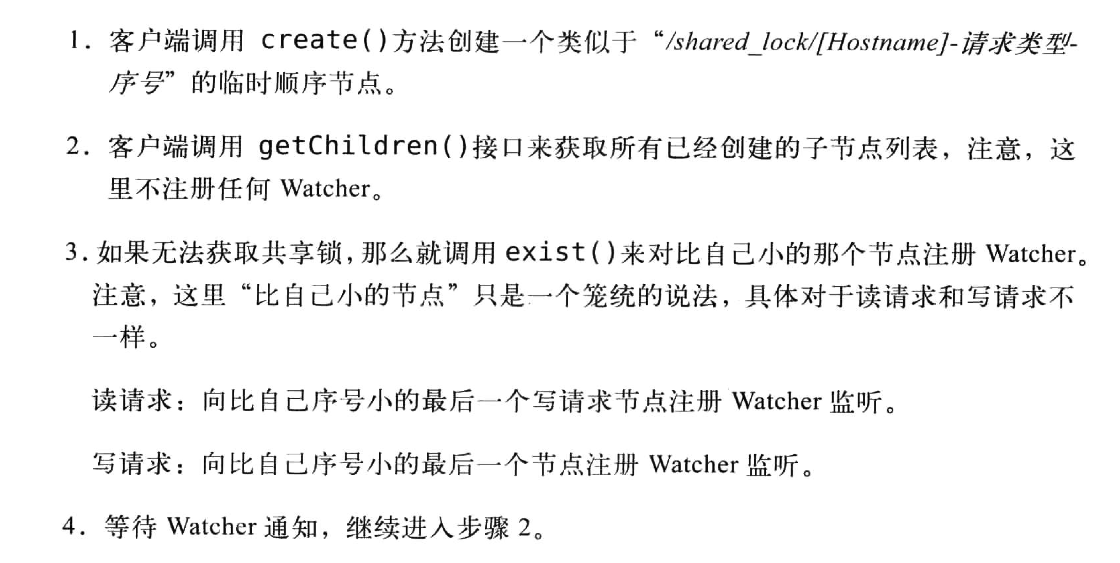 1. 客户端调用 create()方法创建一个类似于“/shared_lock/[Hostname]-请求类型-
序号”的临时顺序节点。
2. 客户端调用 getChildren()接口来获取所有已经创建的子节点列表，注意，这
里不注册任何 Watcher。
3. 如果无法获取共享锁，那么就调用 exist()来对比自己小的那个节点注册 Watcher。
注意，这里“比自己小的节点”只是一个笼统的说法，具体对于读请求和写请求不
一样。
读请求：向比自己序号小的最后一个写请求节点注册 Watcher 监听。
写请求：向比自己序号小的最后一个节点注册 Watcher 监听。
4. 等待 Watcher 通知，继续进入步骤 2。